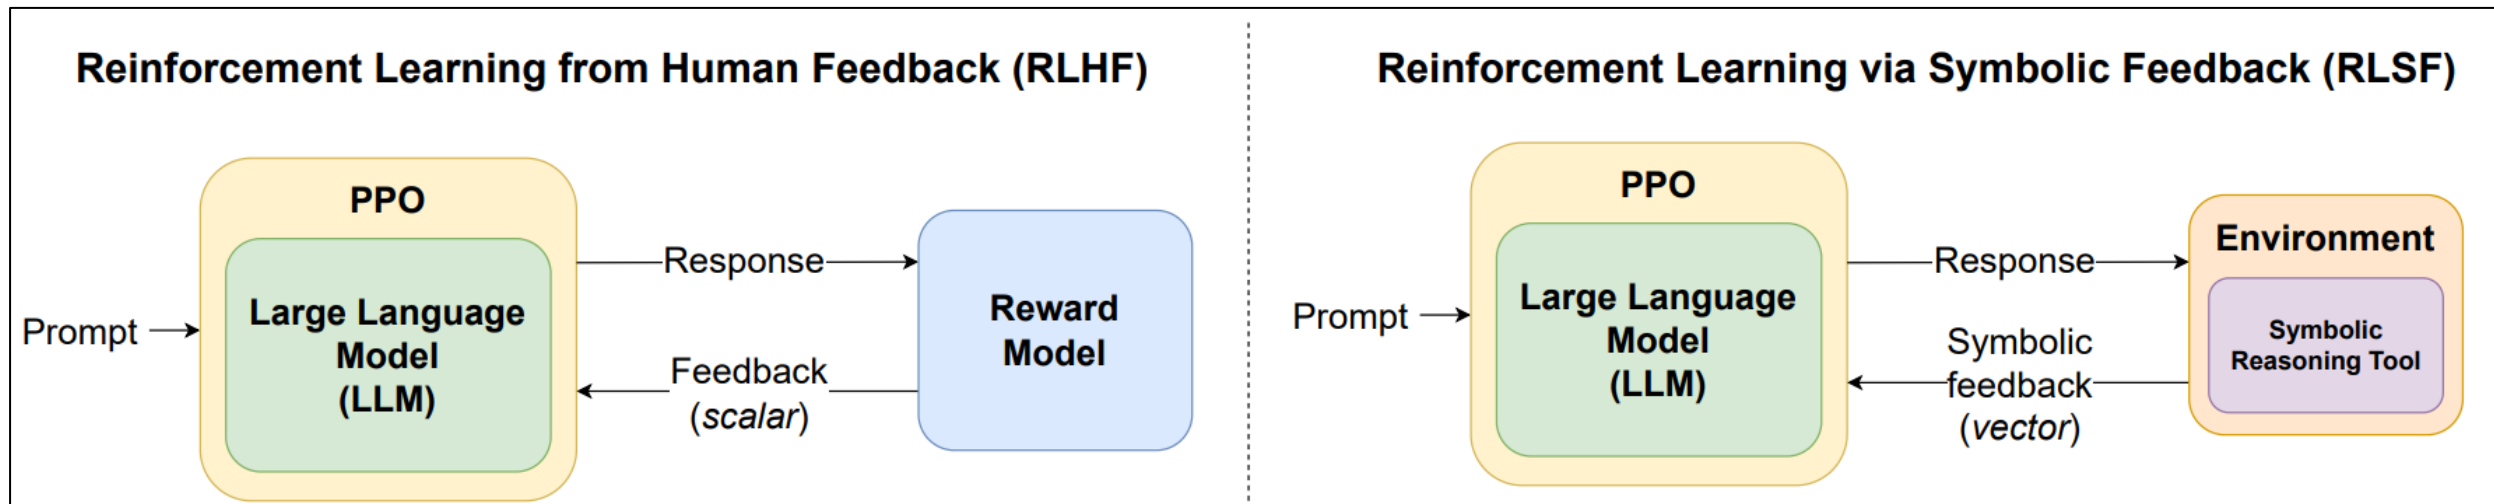 Reinforcement Learning from Human Feedback (RLHF)
Prompt
PPO
Large Language
Model
(LLM)
Response
Feedback
(scalar)
Reward
Model
Reinforcement Learning via Symbolic Feedback (RLSF)
Prompt
PPO
Large Language
Model
(LLM)
Response
Symbolic
feedback
(vector)
Environment
Symbolic
Reasoning Tool